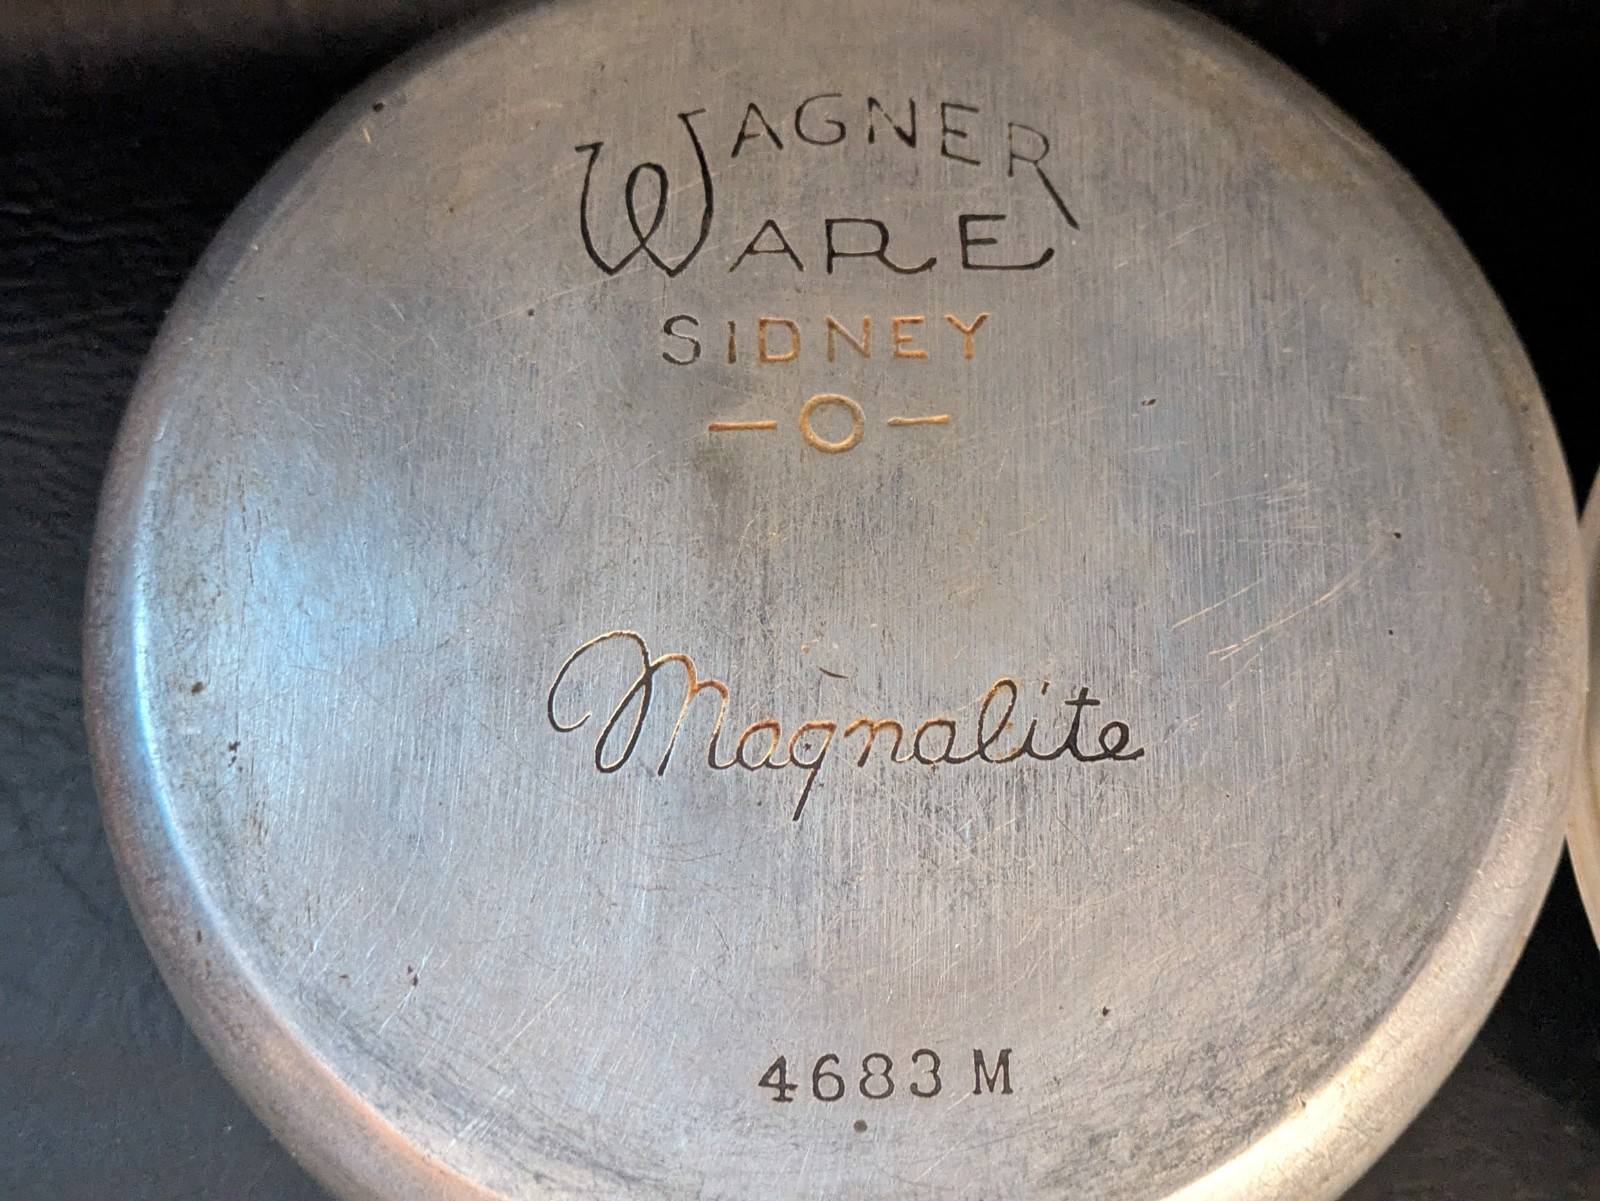 WAGNER
WARE
SIDNEY
-O-
Magnalite
4683 M